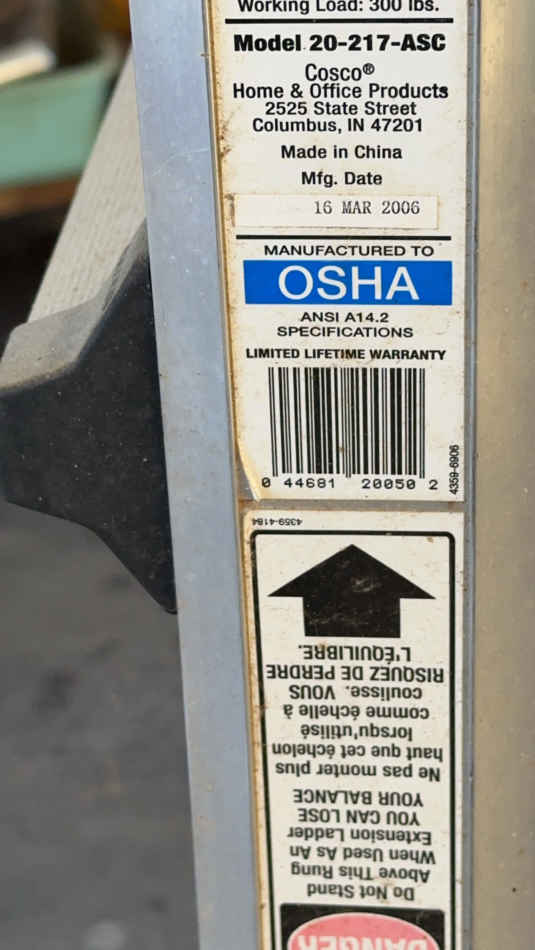 Working Load: 300 lbs.
Model 20-217-ASC
Cosco®
Home & Office Products
2525 State Street
Columbus, IN 47201
Made in China
Mfg. Date
16 MAR 2006
MANUFACTURED TO
OSHA
ANSI A14.2
SPECIFICATIONS
LIMITED LIFETIME WARRANTY
0 44681 20050 2
4359-6906
4359-4184
DANGER
Do Not Stand
Above This Rung
When Used As An
Extension Ladder
YOU CAN LOSE
YOUR BALANCE
Ne pas monter plus
haut que cet échelon
lorsqu'utilisé
comme échelle à
coulisse. VOUS
RISQUEZ DE PERDRE
L'ÉQUILIBRE.